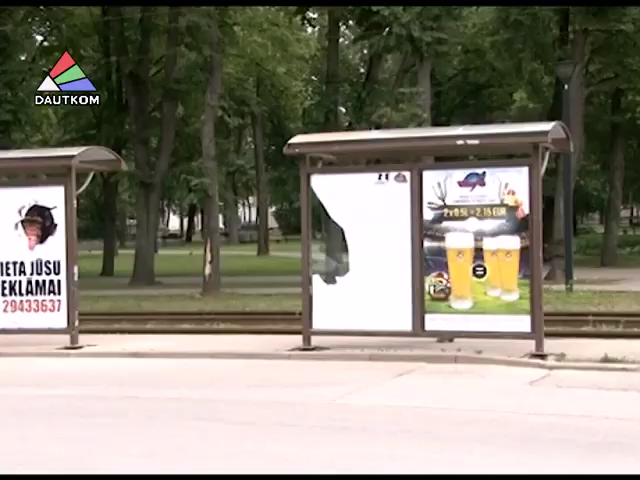 DAUTKOM
IETA JŪSU
EKLĀMAI
29433637
2 x 0.5L = 2,15 EUR